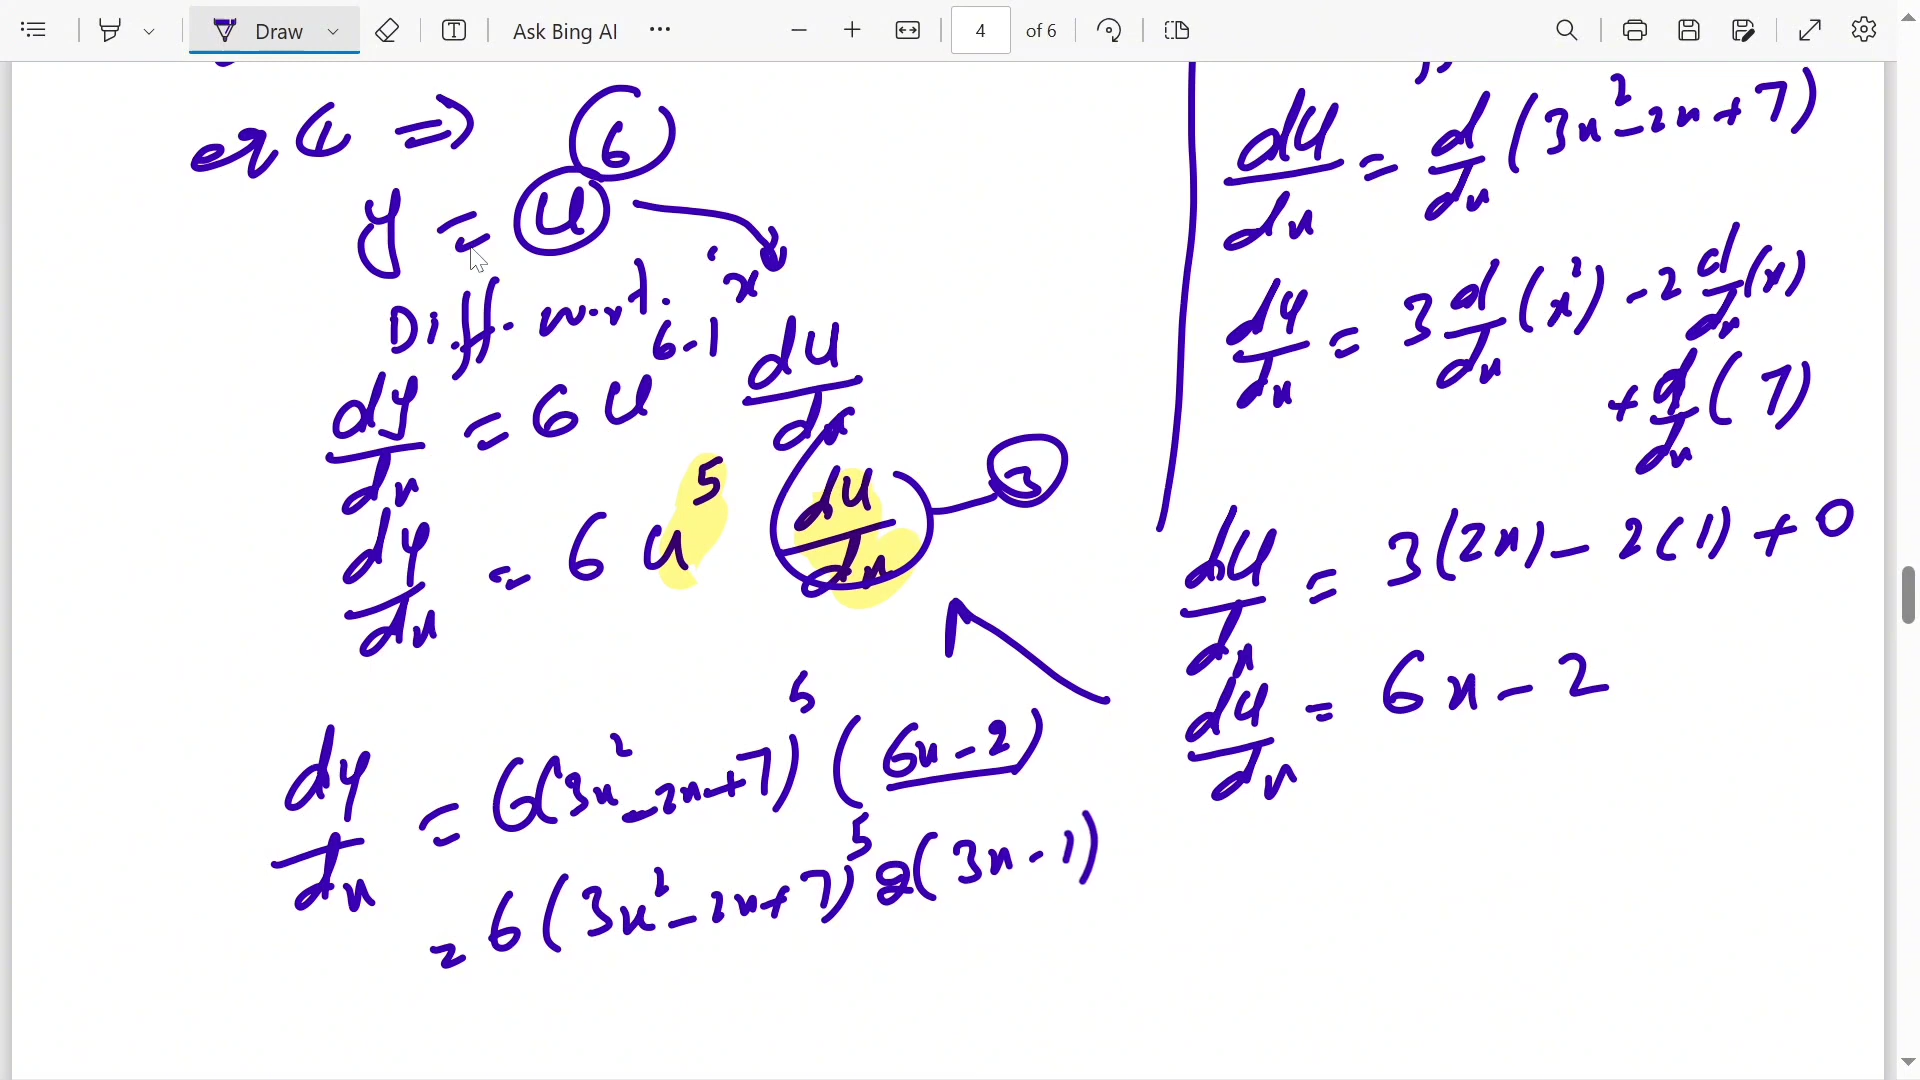 Draw
Ask Bing AI
4 of 6
eq 4 ⇒
y = u^6
Diff. w.r.t. 'x'
dy/dx = 6 u^(6-1) du/dx
dy/dx = 6 u^5 du/dx — 3
dy/dx = 6(3x^2 - 2x + 7)^5 (6x - 2)
= 6(3x^2 - 2x + 7)^5 2(3x - 1)
du/dx = d/dx (3x^2 - 2x + 7)
du/dx = 3 d/dx (x^2) - 2 d/dx (x)
+ d/dx (7)
du/dx = 3(2x) - 2(1) + 0
du/dx = 6x - 2